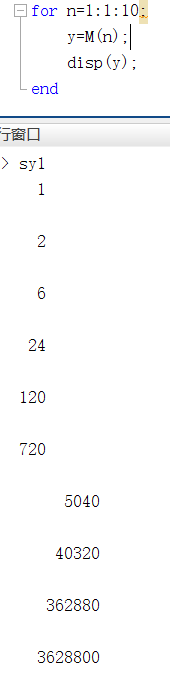 for n=1:1:10;
y=M(n);
disp(y);
end
行窗口
> sy1
1
2
6
24
120
720
5040
40320
362880
3628800